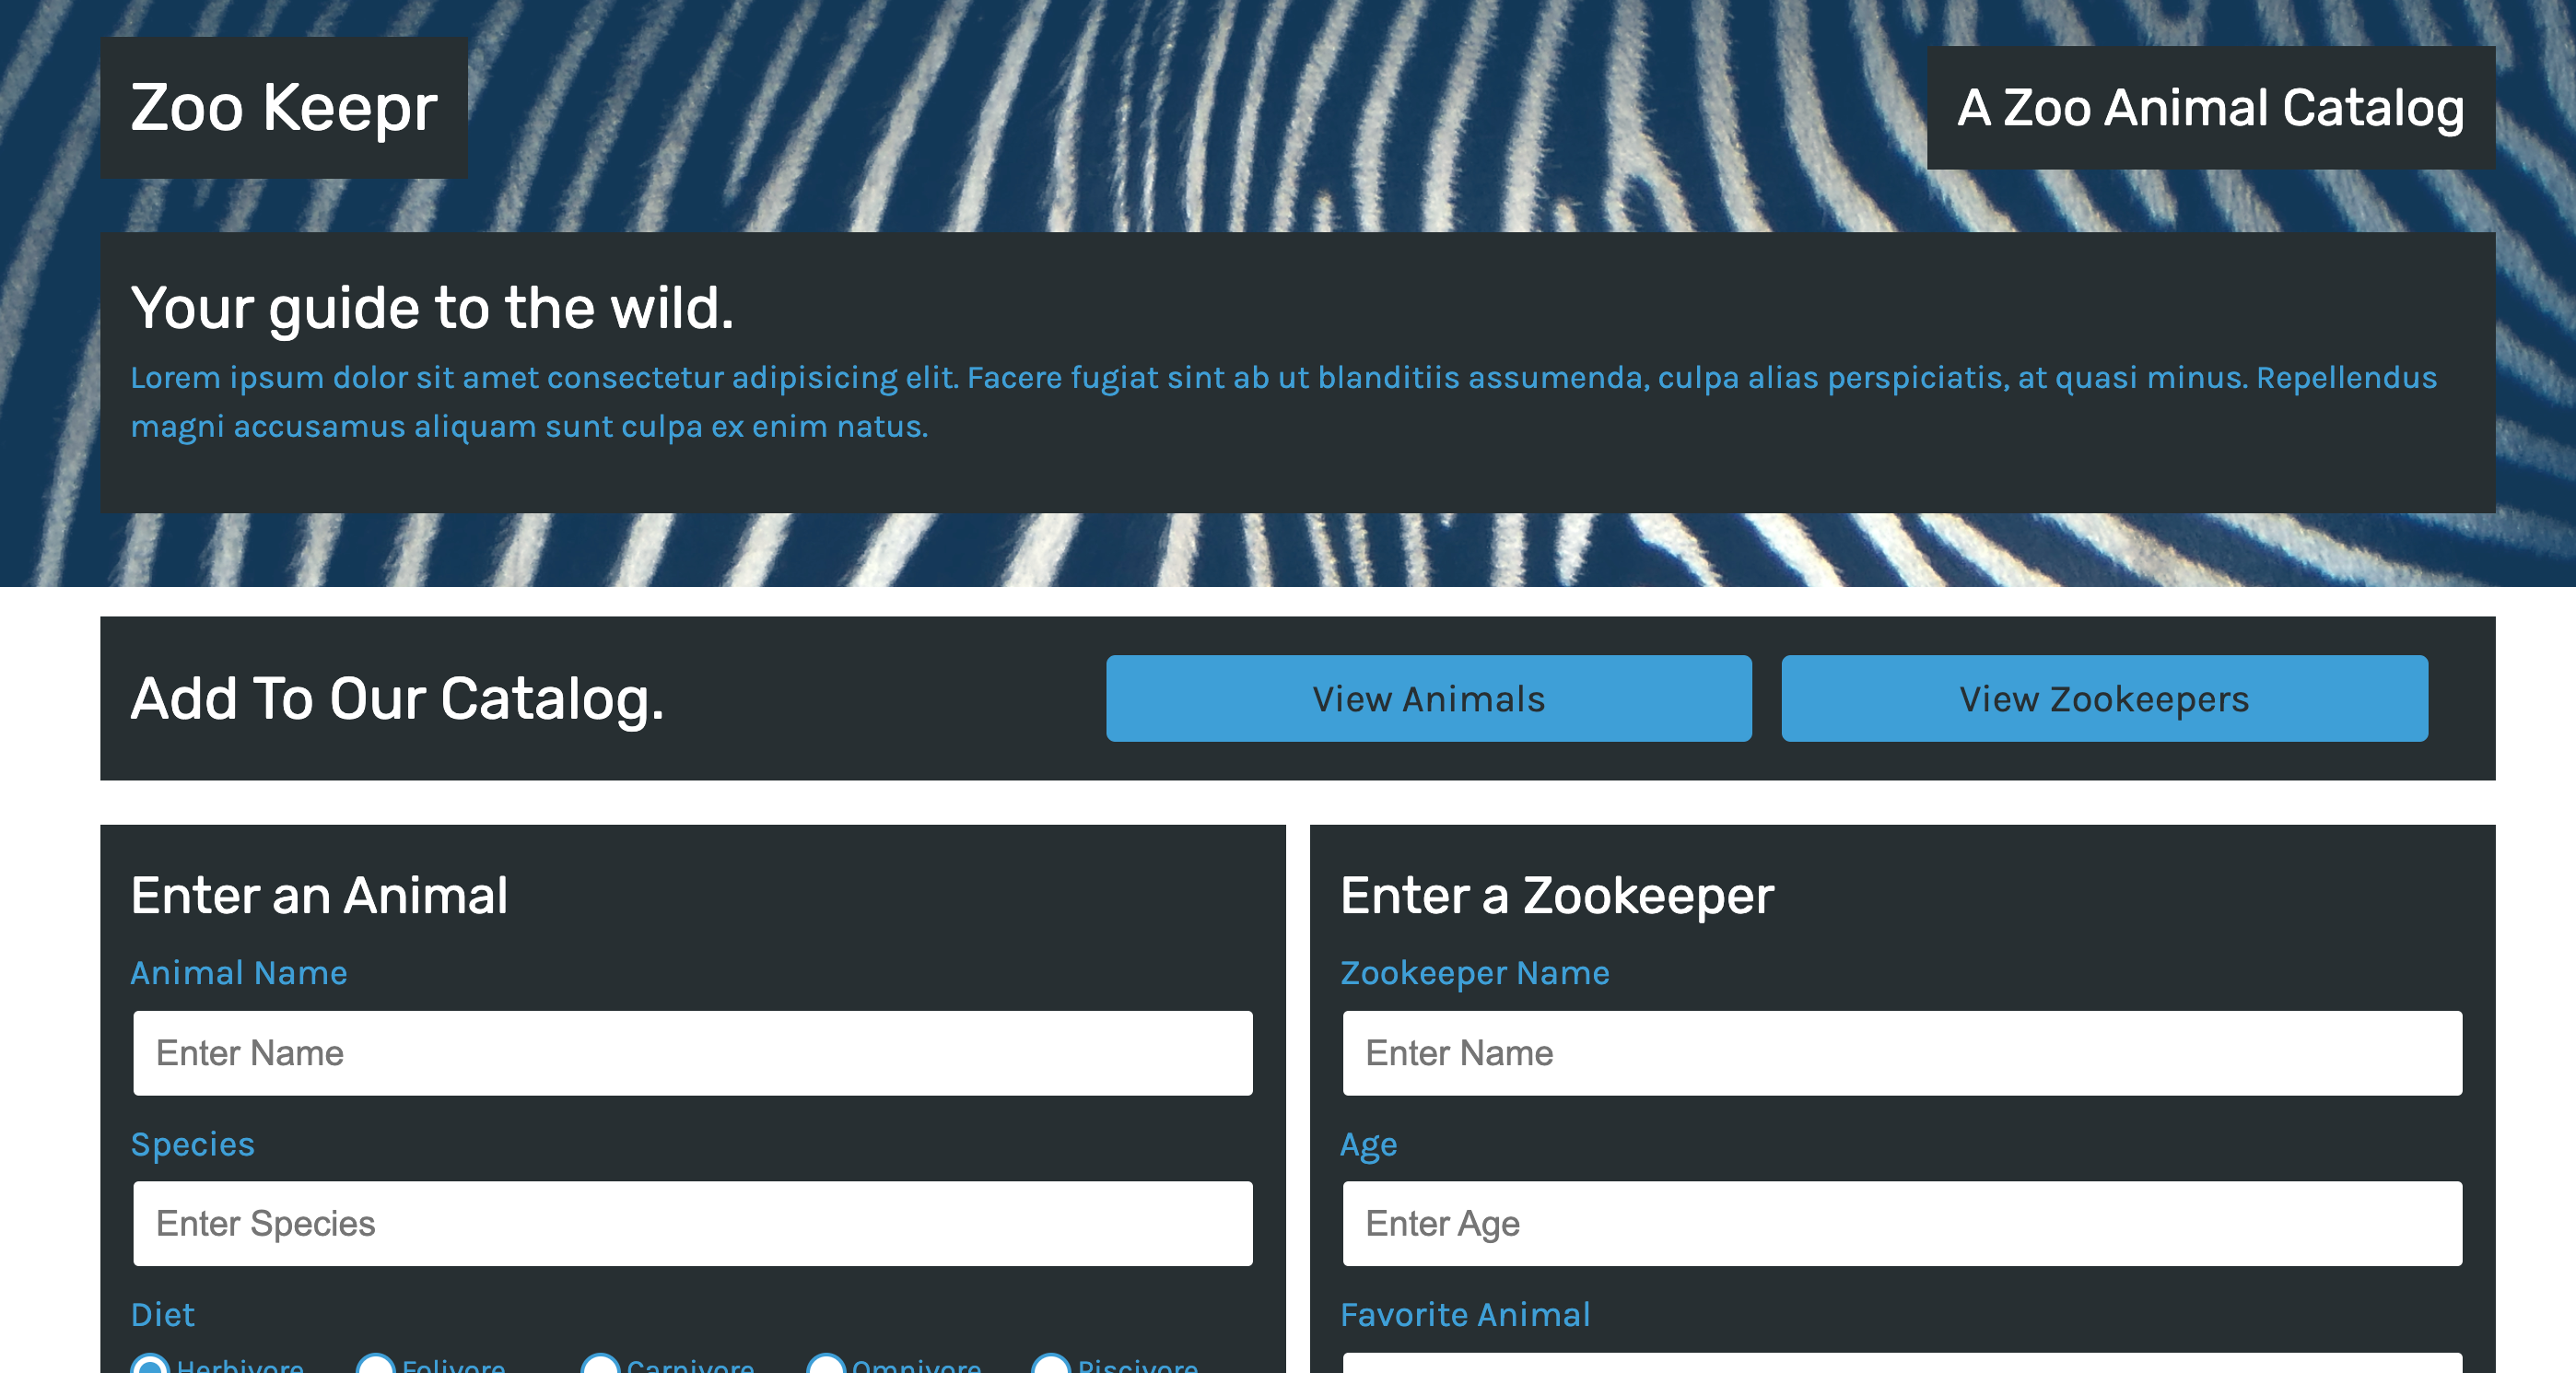 Zoo Keepr
A Zoo Animal Catalog
Your guide to the wild.
Lorem ipsum dolor sit amet consectetur adipisicing elit. Facere fugiat sint ab ut blanditiis assumenda, culpa alias perspiciatis, at quasi minus. Repellendus
magni accusamus aliquam sunt culpa ex enim natus.
Add To Our Catalog.
View Animals
View Zookeepers
Enter an Animal
Animal Name
Enter Name
Species
Enter Species
Diet
Herbivore
Folivore
Carnivore
Omnivore
Piscivore
Enter a Zookeeper
Zookeeper Name
Enter Name
Age
Enter Age
Favorite Animal